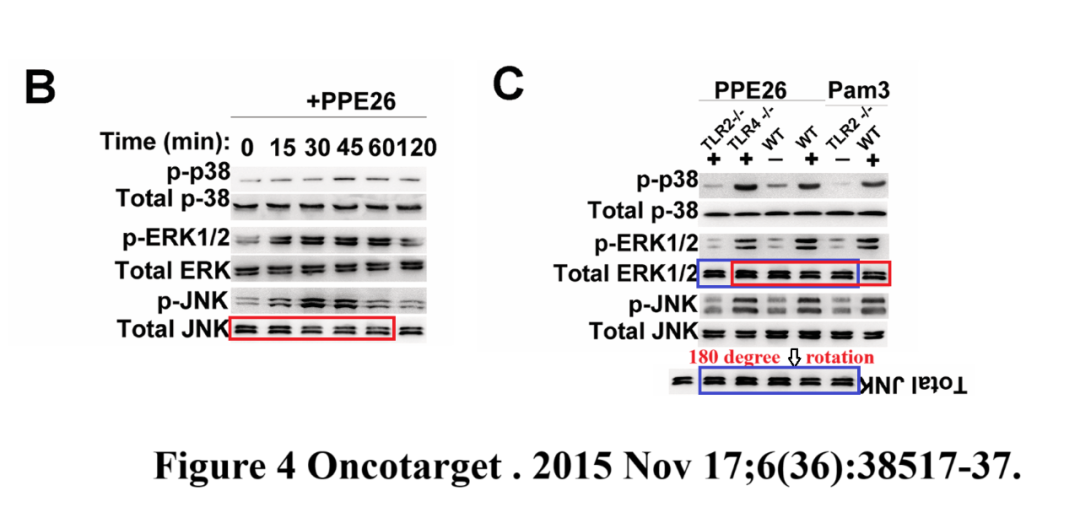 B
+PPE26
Time (min): 0 15 30 45 60 120
p-p38
Total p-38
p-ERK1/2
Total ERK
p-JNK
Total JNK
C
PPE26 Pam3
TLR2-/- TLR4 -/- WT WT TLR2 -/- WT
+ + − + − +
p-p38
Total p-38
p-ERK1/2
Total ERK1/2
p-JNK
Total JNK
180 degree rotation
Total JNK
Figure 4 Oncotarget . 2015 Nov 17;6(36):38517-37.